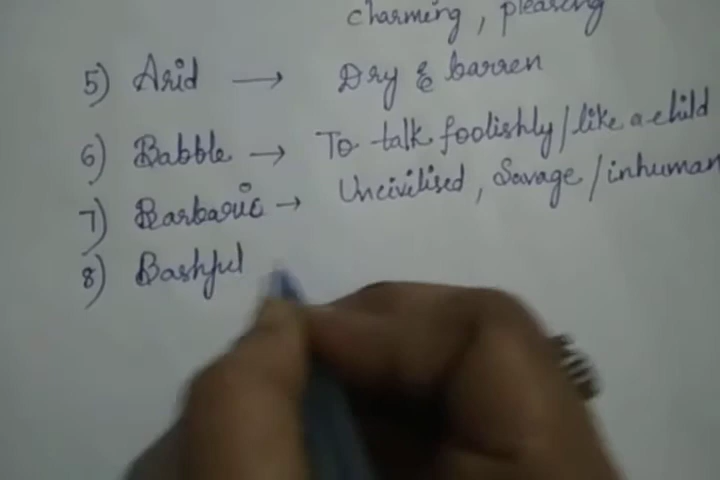 charming, pleasing
5) Arid → Dry & barren
6) Babble → To talk foolishly/like a child
7) Barbaric → Uncivilised, Savage/inhuman
8) Bashful